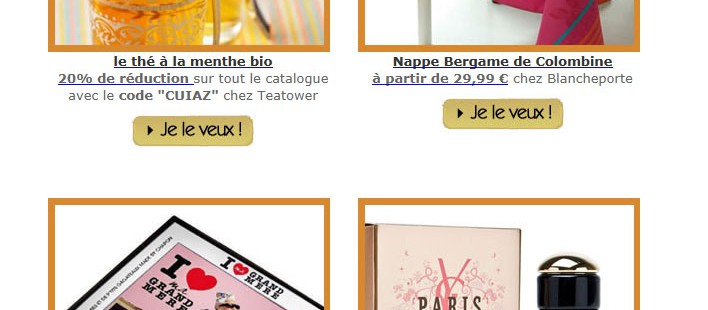 le thé à la menthe bio
20% de réduction sur tout le catalogue
avec le code "CUIAZ" chez Teatower
Je le veux !
Nappe Bergame de Colombine
à partir de 29,99 € chez Blancheporte
Je le veux !
I
GRAND
MERE
I
GRAND
MERE
PARIS